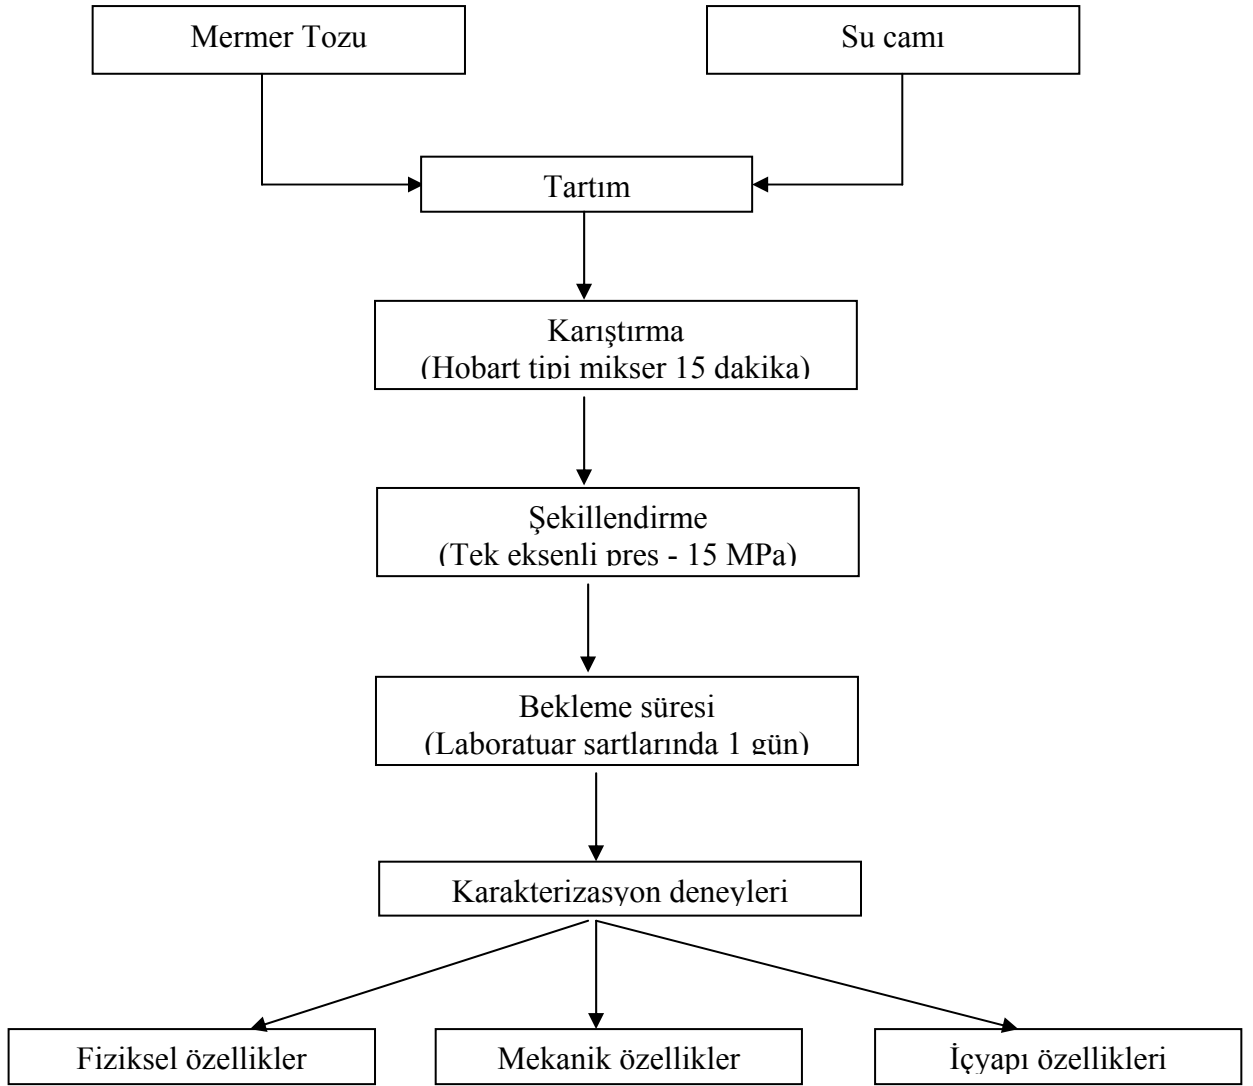 Mermer Tozu
Su camı
Tartım
Karıştırma
(Hobart tipi mikser 15 dakika)
Şekillendirme
(Tek eksenli pres - 15 MPa)
Bekleme süresi
(Laboratuar şartlarında 1 gün)
Karakterizasyon deneyleri
Fiziksel özellikler
Mekanik özellikler
İçyapı özellikleri